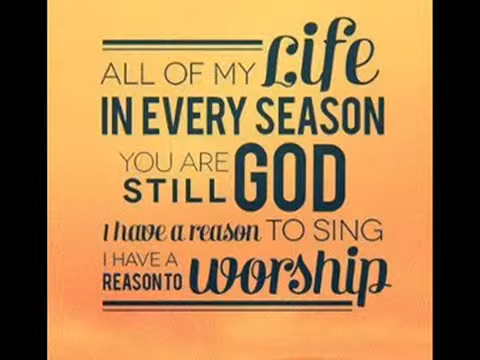 ALL OF MY Life
IN EVERY SEASON
YOU ARE
STILL GOD
I have a reason TO SING
I HAVE A
REASON TO worship